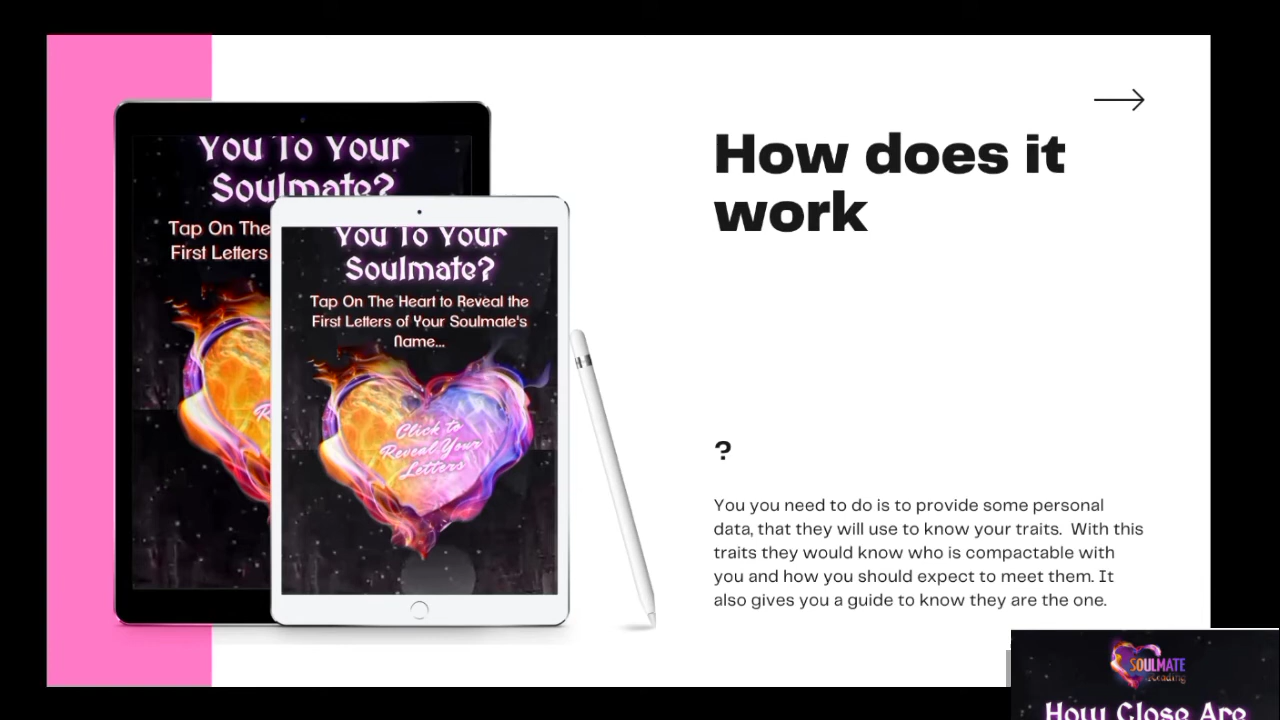 You To Your
Soulmate?
Tap On The
First Letters
You To Your
Soulmate?
Tap On The Heart to Reveal the
First Letters of Your Soulmate's
Name...
Click to
Reveal Your
Letters
How does it
work
?
You you need to do is to provide some personal
data, that they will use to know your traits.  With this
traits they would know who is compactable with
you and how you should expect to meet them. It
also gives you a guide to know they are the one.
SOULMATE
Reading
How Close Are